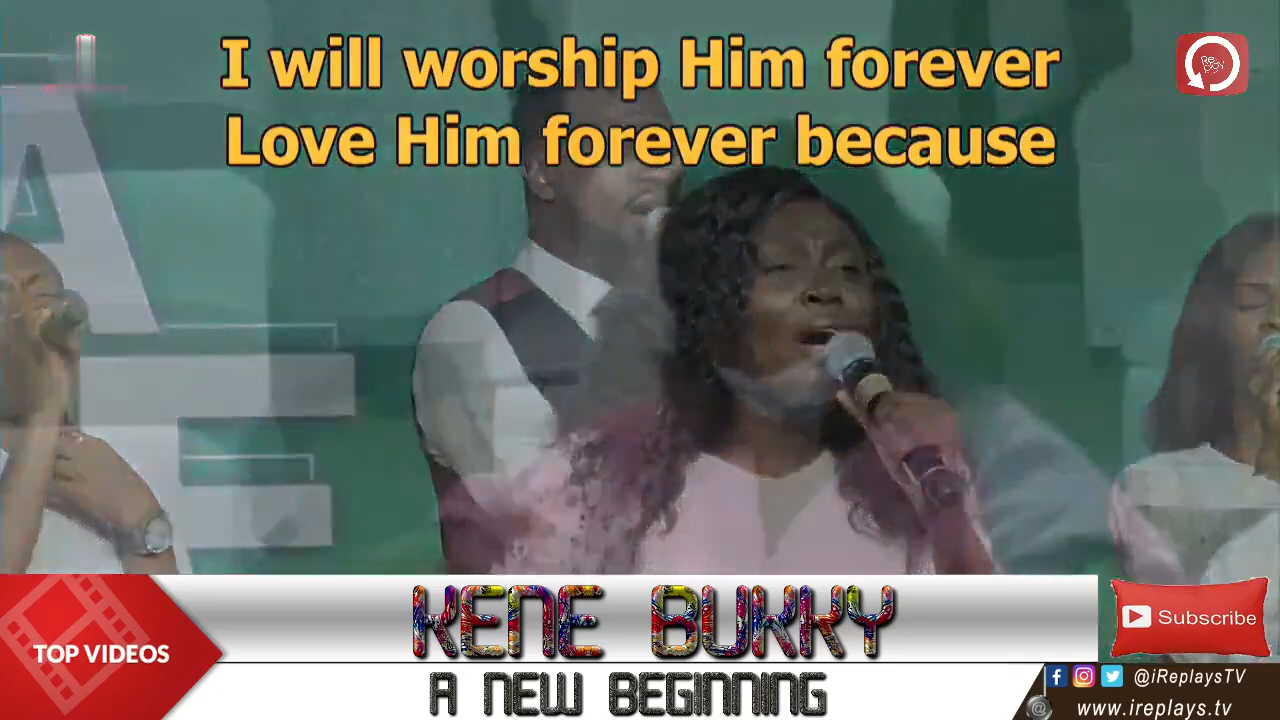 I will worship Him forever
Love Him forever because
RePlay
A
E
KENE BUKKY
TOP VIDEOS
Subscribe
A NEW BEGINNING
@iReplaysTV
www.ireplays.tv